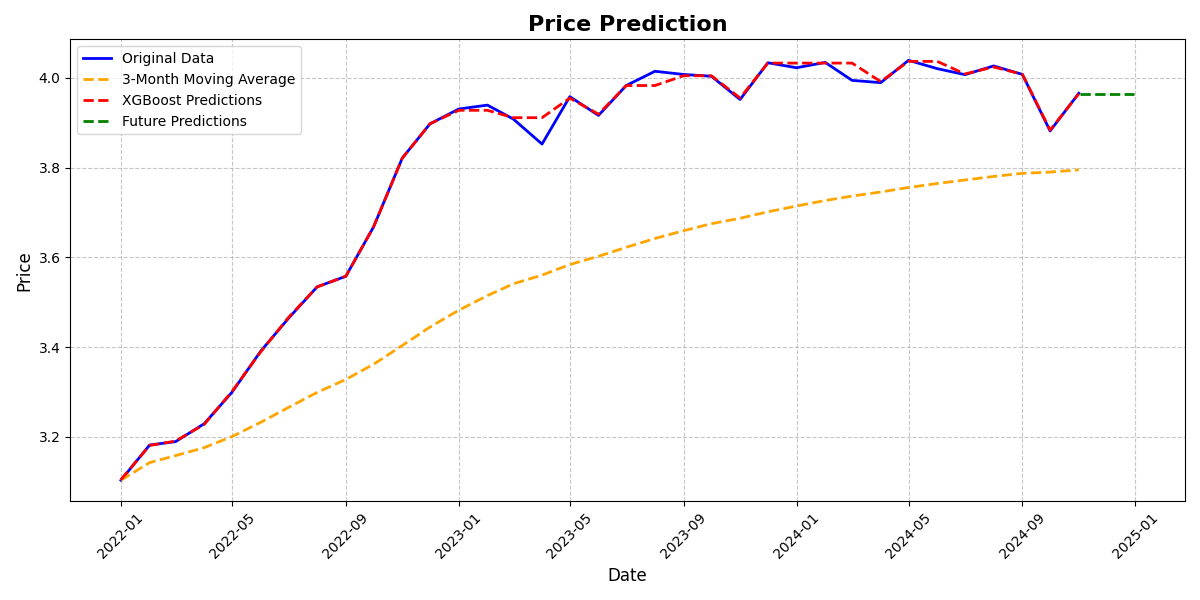 Price Prediction
Original Data
3-Month Moving Average
XGBoost Predictions
Future Predictions
Price
4.0
3.8
3.6
3.4
3.2
2022-01
2022-05
2022-09
2023-01
2023-05
2023-09
2024-01
2024-05
2024-09
2025-01
Date